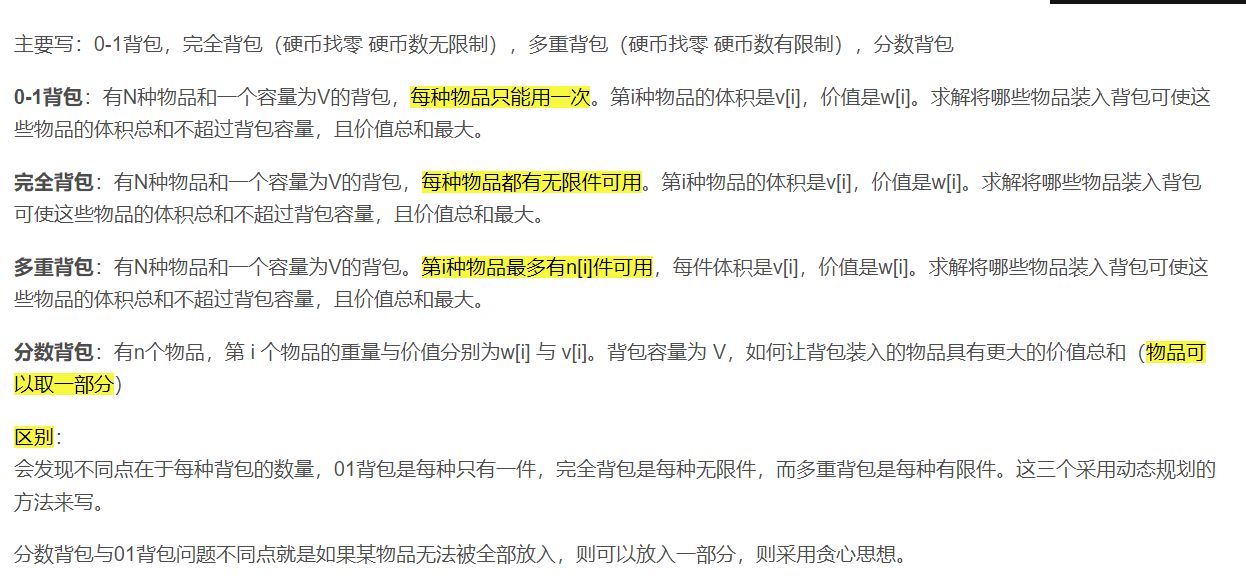 主要写：0-1背包，完全背包（硬币找零 硬币数无限制），多重背包（硬币找零 硬币数有限制），分数背包
0-1背包：有N种物品和一个容量为V的背包，每种物品只能用一次。第i种物品的体积是v[i]，价值是w[i]。求解将哪些物品装入背包可使这
些物品的体积总和不超过背包容量，且价值总和最大。
完全背包：有N种物品和一个容量为V的背包，每种物品都有无限件可用。第i种物品的体积是v[i]，价值是w[i]。求解将哪些物品装入背包
可使这些物品的体积总和不超过背包容量，且价值总和最大。
多重背包：有N种物品和一个容量为V的背包。第i种物品最多有n[i]件可用，每件体积是v[i]，价值是w[i]。求解将哪些物品装入背包可使这
些物品的体积总和不超过背包容量，且价值总和最大。
分数背包：有n个物品，第 i 个物品的重量与价值分别为w[i] 与 v[i]。背包容量为 V，如何让背包装入的物品具有更大的价值总和（物品可
以取一部分）
区别：
会发现不同点在于每种背包的数量，01背包是每种只有一件，完全背包是每种无限件，而多重背包是每种有限件。这三个采用动态规划的
方法来写。
分数背包与01背包问题不同点就是如果某物品无法被全部放入，则可以放入一部分，则采用贪心思想。